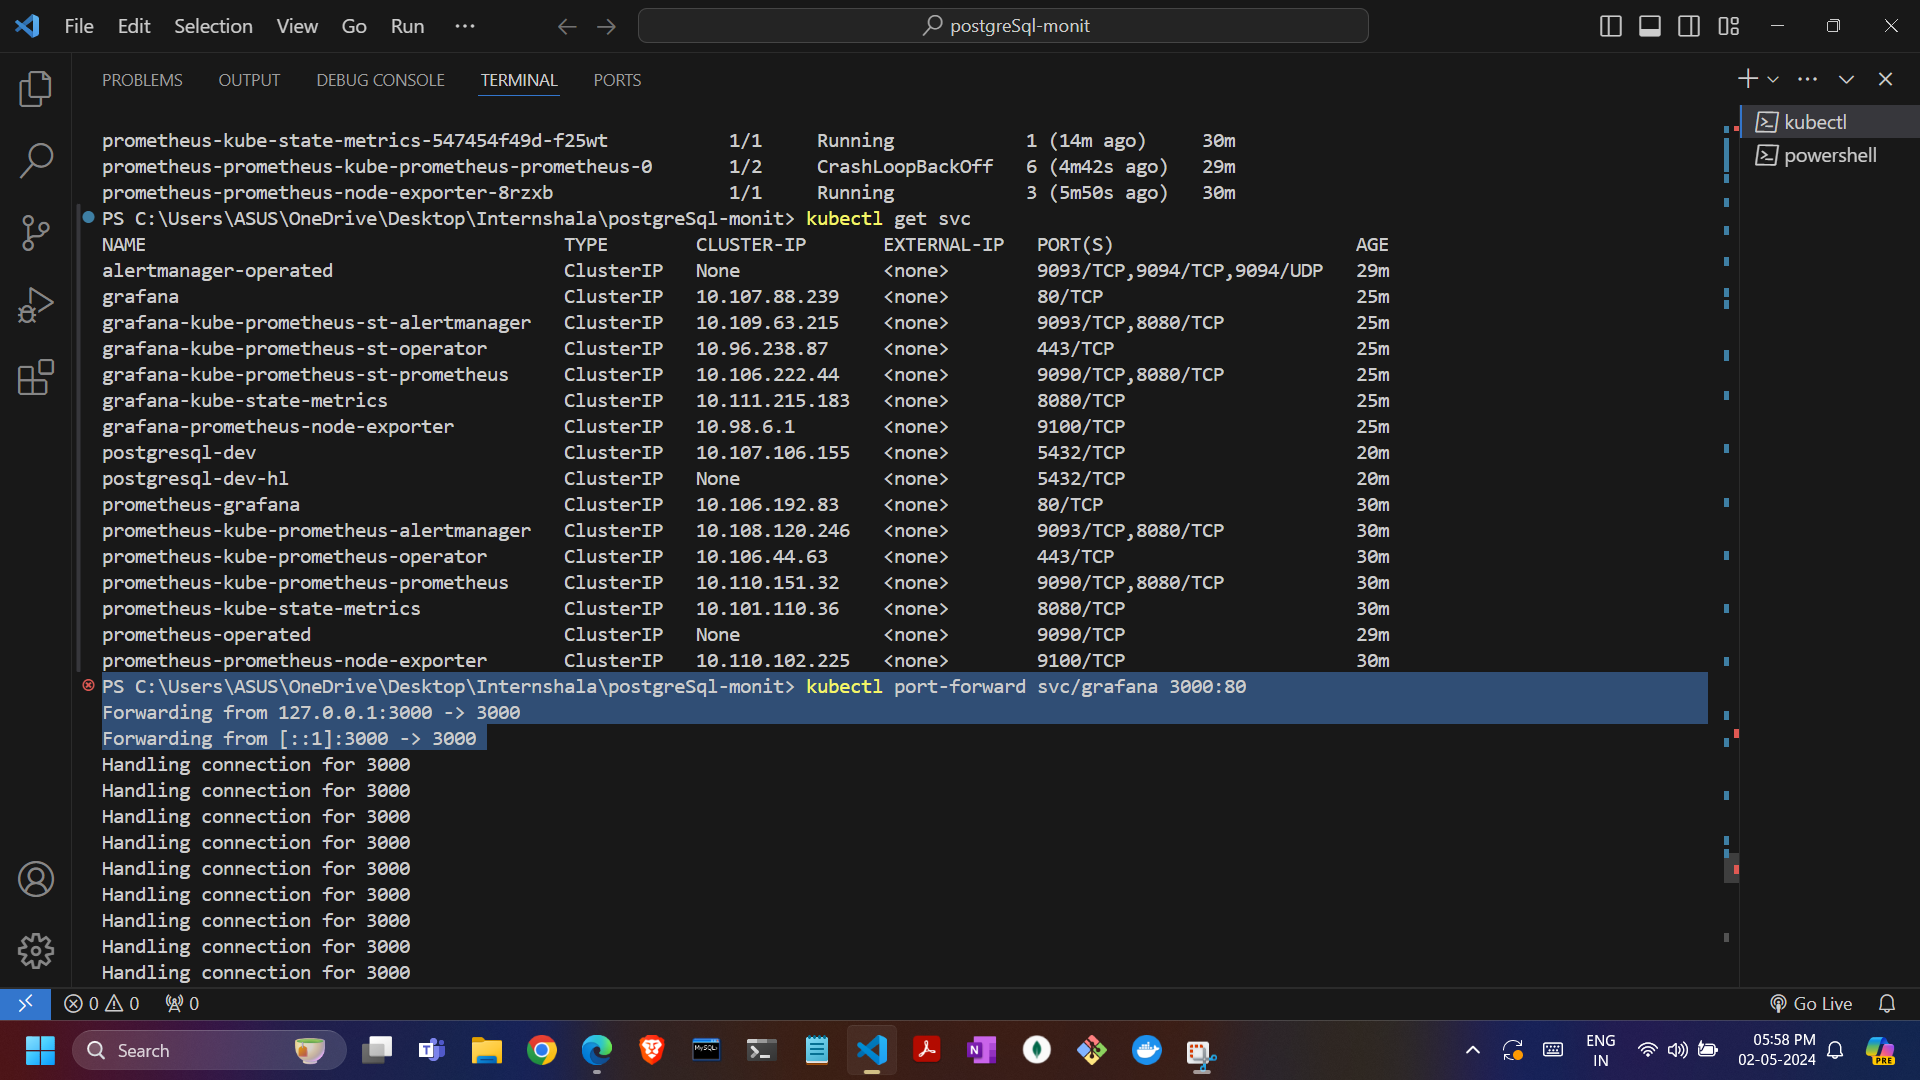 File Edit Selection View Go Run ... postgreSql-monit
PROBLEMS OUTPUT DEBUG CONSOLE TERMINAL PORTS
kubectl
powershell
prometheus-kube-state-metrics-547454f49d-f25wt 1/1 Running 1 (14m ago) 30m
prometheus-prometheus-kube-prometheus-prometheus-0 1/2 CrashLoopBackOff 6 (4m42s ago) 29m
prometheus-prometheus-node-exporter-8rzxb 1/1 Running 3 (5m50s ago) 30m
PS C:\Users\ASUS\OneDrive\Desktop\Internshala\postgreSql-monit> kubectl get svc
NAME TYPE CLUSTER-IP EXTERNAL-IP PORT(S) AGE
alertmanager-operated ClusterIP None <none> 9093/TCP,9094/TCP,9094/UDP 29m
grafana ClusterIP 10.107.88.239 <none> 80/TCP 25m
grafana-kube-prometheus-st-alertmanager ClusterIP 10.109.63.215 <none> 9093/TCP,8080/TCP 25m
grafana-kube-prometheus-st-operator ClusterIP 10.96.238.87 <none> 443/TCP 25m
grafana-kube-prometheus-st-prometheus ClusterIP 10.106.222.44 <none> 9090/TCP,8080/TCP 25m
grafana-kube-state-metrics ClusterIP 10.111.215.183 <none> 8080/TCP 25m
grafana-prometheus-node-exporter ClusterIP 10.98.6.1 <none> 9100/TCP 25m
postgresql-dev ClusterIP 10.107.106.155 <none> 5432/TCP 20m
postgresql-dev-hl ClusterIP None <none> 5432/TCP 20m
prometheus-grafana ClusterIP 10.106.192.83 <none> 80/TCP 30m
prometheus-kube-prometheus-alertmanager ClusterIP 10.108.120.246 <none> 9093/TCP,8080/TCP 30m
prometheus-kube-prometheus-operator ClusterIP 10.106.44.63 <none> 443/TCP 30m
prometheus-kube-prometheus-prometheus ClusterIP 10.110.151.32 <none> 9090/TCP,8080/TCP 30m
prometheus-kube-state-metrics ClusterIP 10.101.110.36 <none> 8080/TCP 30m
prometheus-operated ClusterIP None <none> 9090/TCP 29m
prometheus-prometheus-node-exporter ClusterIP 10.110.102.225 <none> 9100/TCP 30m
PS C:\Users\ASUS\OneDrive\Desktop\Internshala\postgreSql-monit> kubectl port-forward svc/grafana 3000:80
Forwarding from 127.0.0.1:3000 -> 3000
Forwarding from [::1]:3000 -> 3000
Handling connection for 3000
Handling connection for 3000
Handling connection for 3000
Handling connection for 3000
Handling connection for 3000
Handling connection for 3000
Handling connection for 3000
Handling connection for 3000
Handling connection for 3000
0 0 0 Go Live
Search MySQL ENG IN 05:58 PM 02-05-2024 PRE